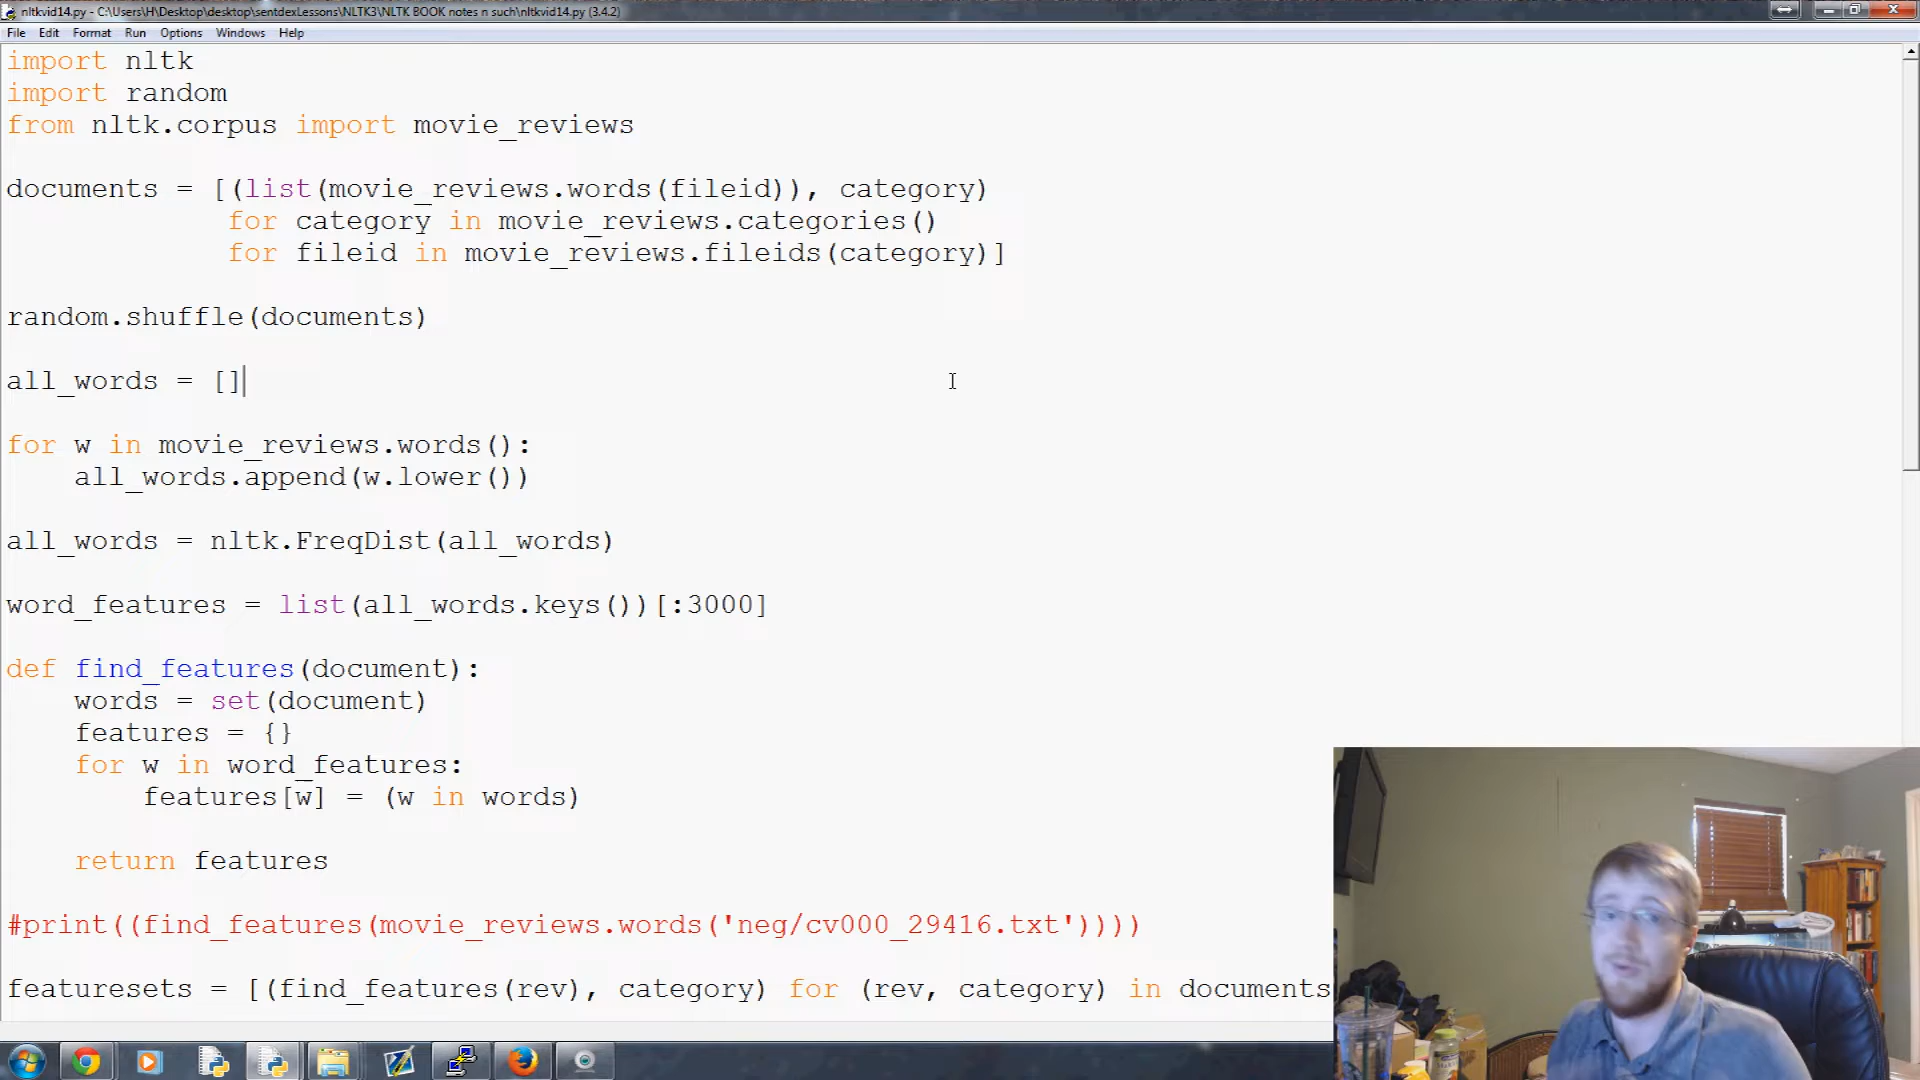 nltkvid14.py - C:\Users\H\Desktop\desktop\sentdexLessons\NLTK3\NLTK BOOK notes n such\nltkvid14.py (3.4.2)
File Edit Format Run Options Windows Help
import nltk
import random
from nltk.corpus import movie_reviews
documents = [(list(movie_reviews.words(fileid)), category)
for category in movie_reviews.categories()
for fileid in movie_reviews.fileids(category)]
random.shuffle(documents)
all_words = []
for w in movie_reviews.words():
all_words.append(w.lower())
all_words = nltk.FreqDist(all_words)
word_features = list(all_words.keys())[:3000]
def find_features(document):
words = set(document)
features = {}
for w in word_features:
features[w] = (w in words)
return features
#print((find_features(movie_reviews.words('neg/cv000_29416.txt'))))
featuresets = [(find_features(rev), category) for (rev, category) in documents